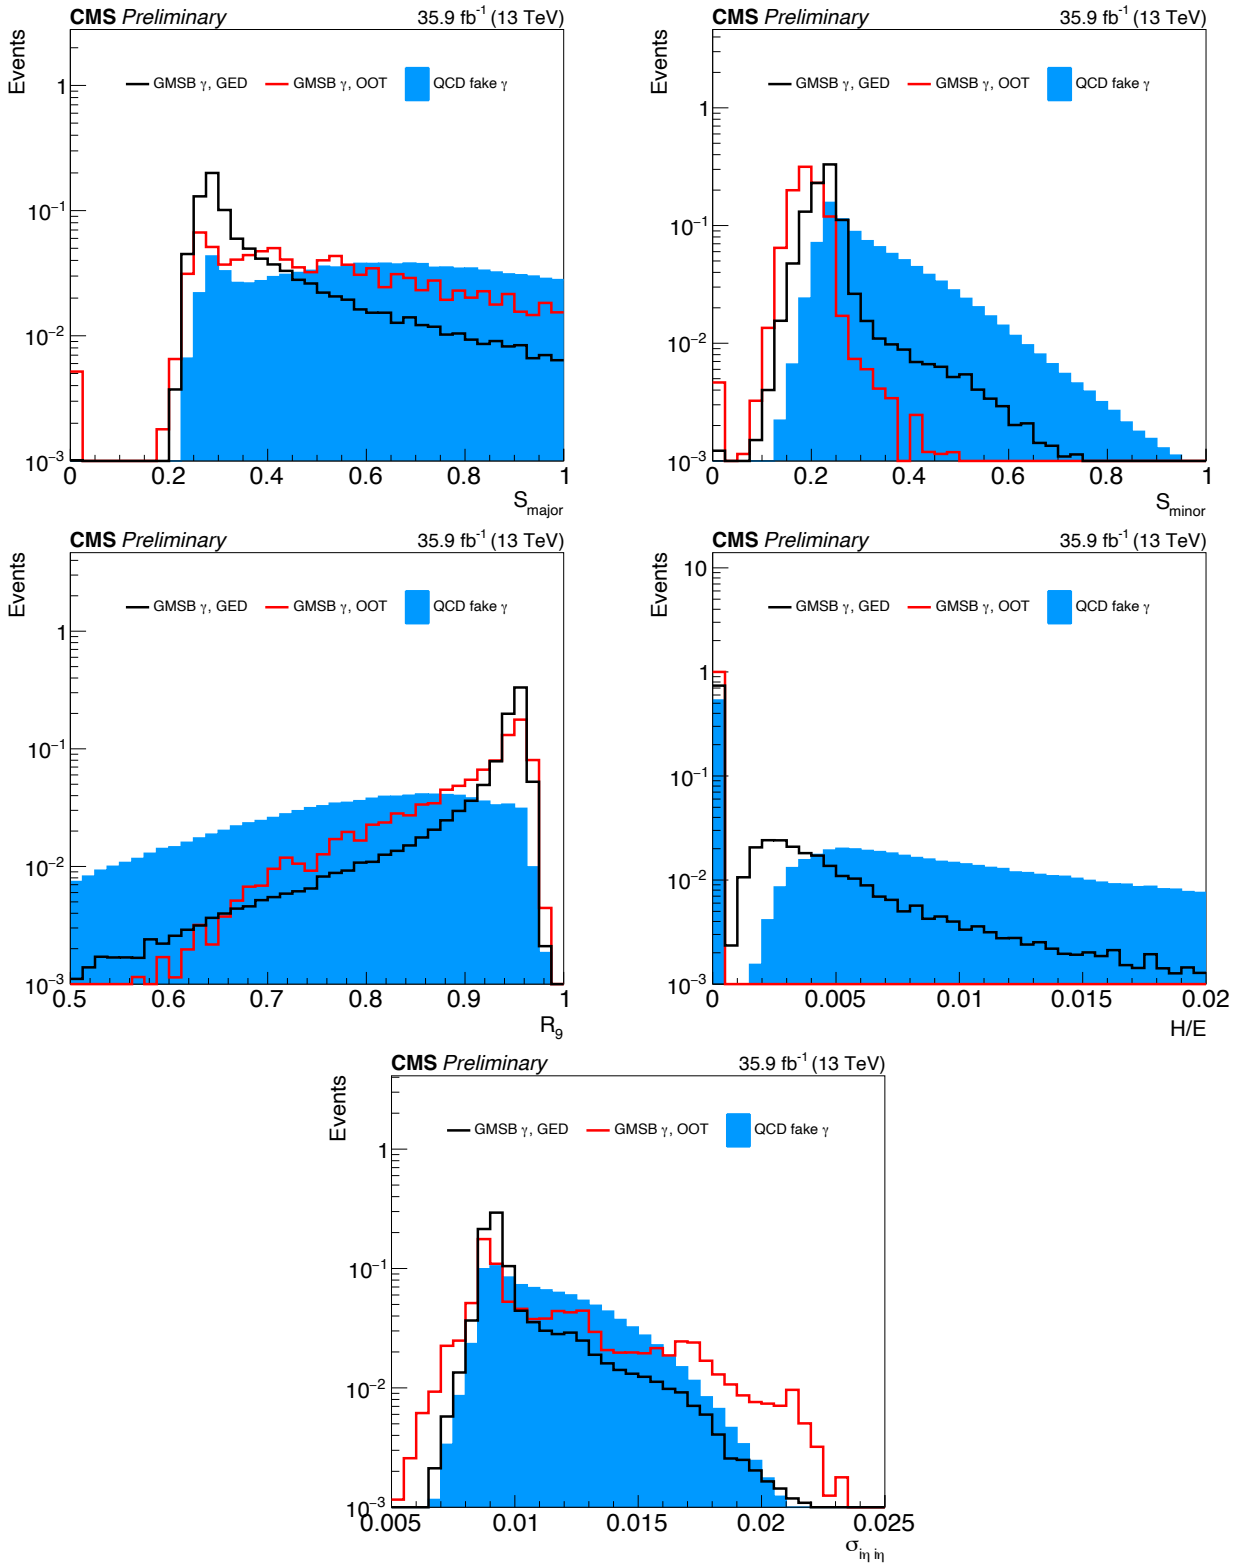 CMS Preliminary 35.9 fb⁻¹ (13 TeV)
Events
GMSB γ, GED GMSB γ, OOT QCD fake γ
1
10⁻¹
10⁻²
10⁻³
0 0.2 0.4 0.6 0.8 1
S_major
CMS Preliminary 35.9 fb⁻¹ (13 TeV)
Events
GMSB γ, GED GMSB γ, OOT QCD fake γ
1
10⁻¹
10⁻²
10⁻³
0 0.2 0.4 0.6 0.8 1
S_minor
CMS Preliminary 35.9 fb⁻¹ (13 TeV)
Events
GMSB γ, GED GMSB γ, OOT QCD fake γ
1
10⁻¹
10⁻²
10⁻³
0.5 0.6 0.7 0.8 0.9 1
R₉
CMS Preliminary 35.9 fb⁻¹ (13 TeV)
Events
10
GMSB γ, GED GMSB γ, OOT QCD fake γ
1
10⁻¹
10⁻²
10⁻³
0 0.005 0.01 0.015 0.02
H/E
CMS Preliminary 35.9 fb⁻¹ (13 TeV)
Events
GMSB γ, GED GMSB γ, OOT QCD fake γ
1
10⁻¹
10⁻²
10⁻³
0.005 0.01 0.015 0.02 0.025
σ_iη iη